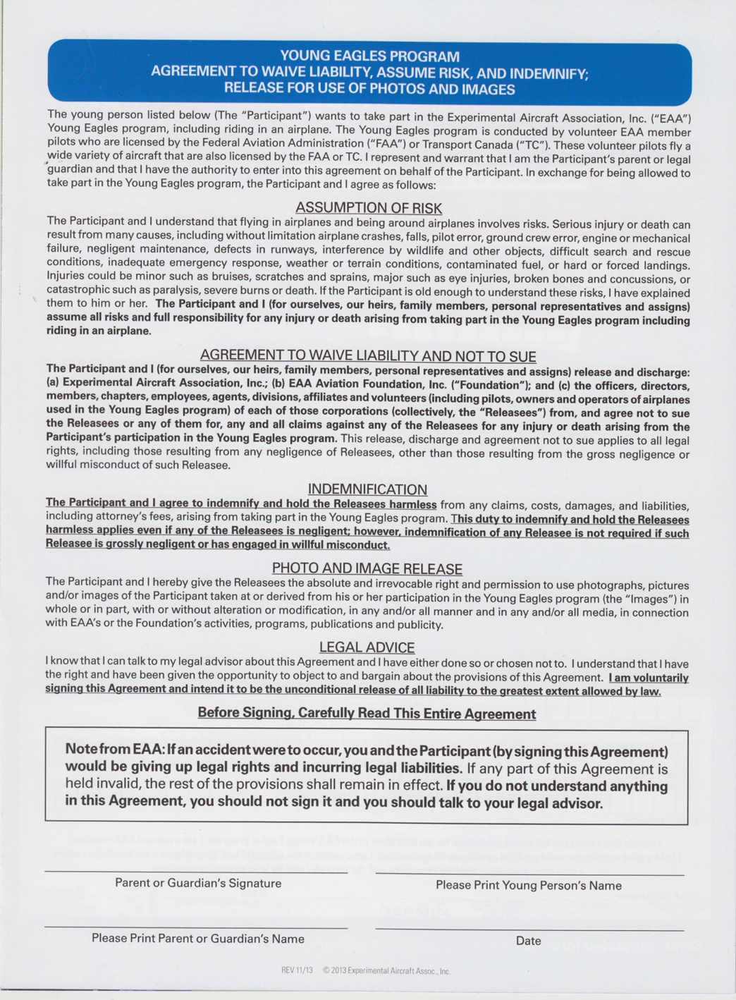 YOUNG EAGLES PROGRAM
AGREEMENT TO WAIVE LIABILITY, ASSUME RISK, AND INDEMNIFY;
RELEASE FOR USE OF PHOTOS AND IMAGES
The young person listed below (The “Participant”) wants to take part in the Experimental Aircraft Association, Inc. (“EAA”)
Young Eagles program, including riding in an airplane. The Young Eagles program is conducted by volunteer EAA member
pilots who are licensed by the Federal Aviation Administration (“FAA”) or Transport Canada (“TC”). These volunteer pilots fly a
wide variety of aircraft that are also licensed by the FAA or TC. I represent and warrant that I am the Participant’s parent or legal
guardian and that I have the authority to enter into this agreement on behalf of the Participant. In exchange for being allowed to
take part in the Young Eagles program, the Participant and I agree as follows:
ASSUMPTION OF RISK
The Participant and I understand that flying in airplanes and being around airplanes involves risks. Serious injury or death can
result from many causes, including without limitation airplane crashes, falls, pilot error, ground crew error, engine or mechanical
failure, negligent maintenance, defects in runways, interference by wildlife and other objects, difficult search and rescue
conditions, inadequate emergency response, weather or terrain conditions, contaminated fuel, or hard or forced landings.
Injuries could be minor such as bruises, scratches and sprains, major such as eye injuries, broken bones and concussions, or
catastrophic such as paralysis, severe burns or death. If the Participant is old enough to understand these risks, I have explained
them to him or her. The Participant and I (for ourselves, our heirs, family members, personal representatives and assigns)
assume all risks and full responsibility for any injury or death arising from taking part in the Young Eagles program including
riding in an airplane.
AGREEMENT TO WAIVE LIABILITY AND NOT TO SUE
The Participant and I (for ourselves, our heirs, family members, personal representatives and assigns) release and discharge:
(a) Experimental Aircraft Association, Inc.; (b) EAA Aviation Foundation, Inc. (“Foundation”); and (c) the officers, directors,
members, chapters, employees, agents, divisions, affiliates and volunteers (including pilots, owners and operators of airplanes
used in the Young Eagles program) of each of those corporations (collectively, the “Releasees”) from, and agree not to sue
the Releasees or any of them for, any and all claims against any of the Releasees for any injury or death arising from the
Participant’s participation in the Young Eagles program. This release, discharge and agreement not to sue applies to all legal
rights, including those resulting from any negligence of Releasees, other than those resulting from the gross negligence or
willful misconduct of such Releasee.
INDEMNIFICATION
The Participant and I agree to indemnify and hold the Releasees harmless from any claims, costs, damages, and liabilities,
including attorney’s fees, arising from taking part in the Young Eagles program. This duty to indemnify and hold the Releasees
harmless applies even if any of the Releasees is negligent; however, indemnification of any Releasee is not required if such
Releasee is grossly negligent or has engaged in willful misconduct.
PHOTO AND IMAGE RELEASE
The Participant and I hereby give the Releasees the absolute and irrevocable right and permission to use photographs, pictures
and/or images of the Participant taken at or derived from his or her participation in the Young Eagles program (the “Images”) in
whole or in part, with or without alteration or modification, in any and/or all manner and in any and/or all media, in connection
with EAA’s or the Foundation’s activities, programs, publications and publicity.
LEGAL ADVICE
I know that I can talk to my legal advisor about this Agreement and I have either done so or chosen not to. I understand that I have
the right and have been given the opportunity to object to and bargain about the provisions of this Agreement. I am voluntarily
signing this Agreement and intend it to be the unconditional release of all liability to the greatest extent allowed by law.
Before Signing, Carefully Read This Entire Agreement
Note from EAA: If an accident were to occur, you and the Participant (by signing this Agreement)
would be giving up legal rights and incurring legal liabilities. If any part of this Agreement is
held invalid, the rest of the provisions shall remain in effect. If you do not understand anything
in this Agreement, you should not sign it and you should talk to your legal advisor.
Parent or Guardian’s Signature
Please Print Young Person’s Name
Please Print Parent or Guardian’s Name
Date
REV 11/13 © 2013 Experimental Aircraft Assoc., Inc.